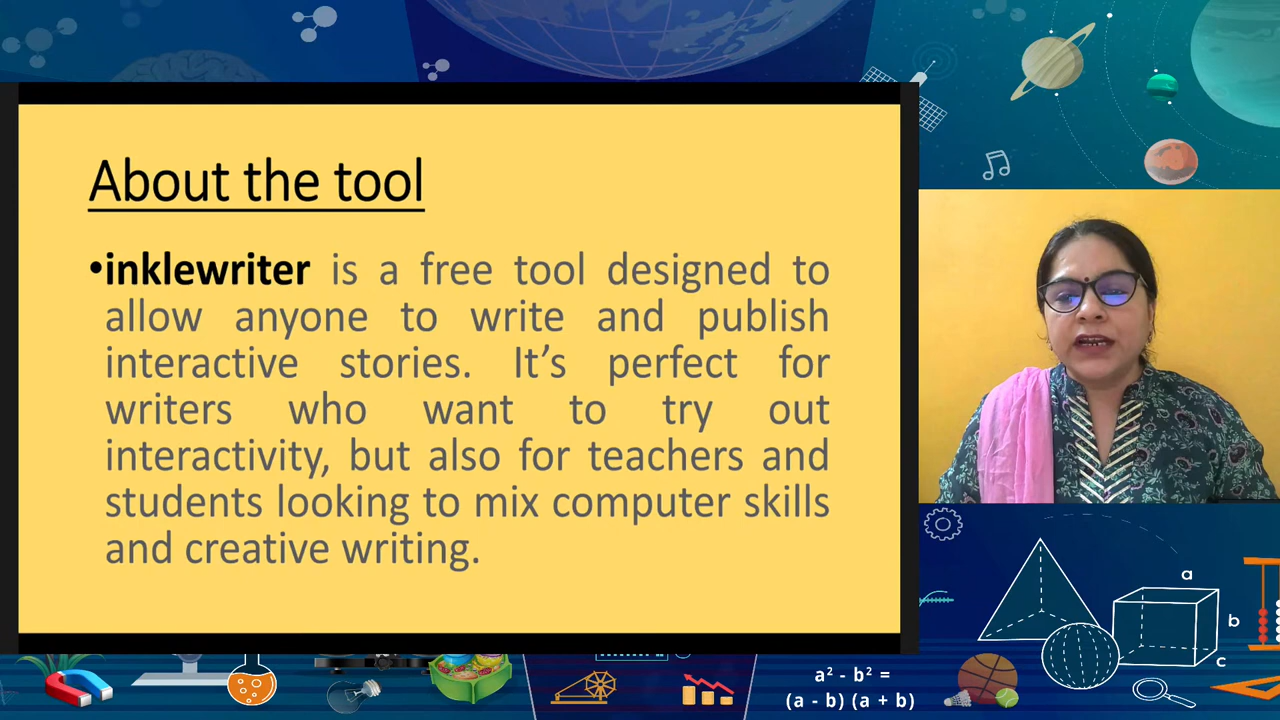 About the tool
•inklewriter is a free tool designed to
allow anyone to write and publish
interactive stories. It’s perfect for
writers who want to try out
interactivity, but also for teachers and
students looking to mix computer skills
and creative writing.
a
b
c
a² - b² =
(a - b) (a + b)